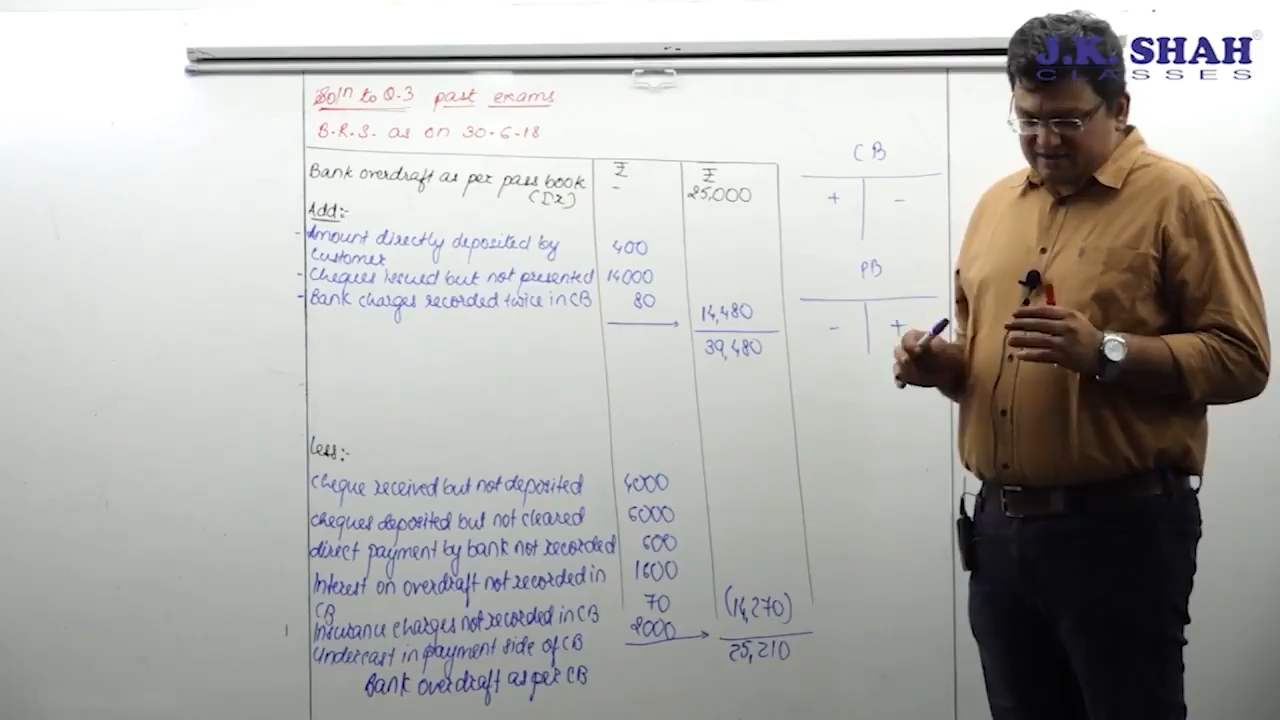 J.K. SHAH
CLASSES
Soln to Q.3 past exams
B.R.S. as on 30-6-18
₹ ₹
Bank overdraft as per pass book - 25,000
(Dr)
Add:-
- Amount directly deposited by 400
customer
- Cheques issued but not presented 14000
- Bank charges recorded twice in CB 80 14,480
39,480
Less:-
cheque received but not deposited 4000
cheques deposited but not cleared 6000
direct payment by bank not recorded 600
Interest on overdraft not recorded in 1600
CB
Insurance charges not recorded in CB 70 (14,270)
Undercast in payment side of CB 2000
Bank overdraft as per CB 25,210
CB
+ -
PB
- +